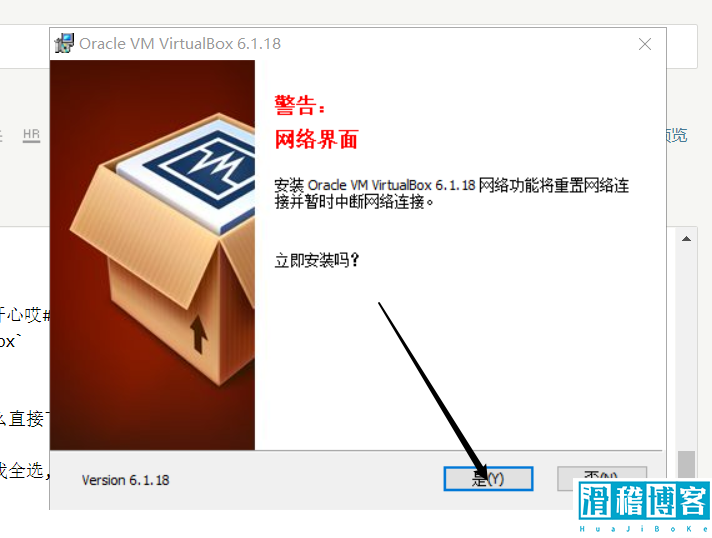 Oracle VM VirtualBox 6.1.18
警告：
网络界面
HR
预览
安装 Oracle VM VirtualBox 6.1.18 网络功能将重置网络连
接并暂时中断网络连接。
立即安装吗？
开心哎#
ox`
么直接
找全选，
Version 6.1.18
是(Y)
否(N)
滑稽博客
HuaJiBoKe